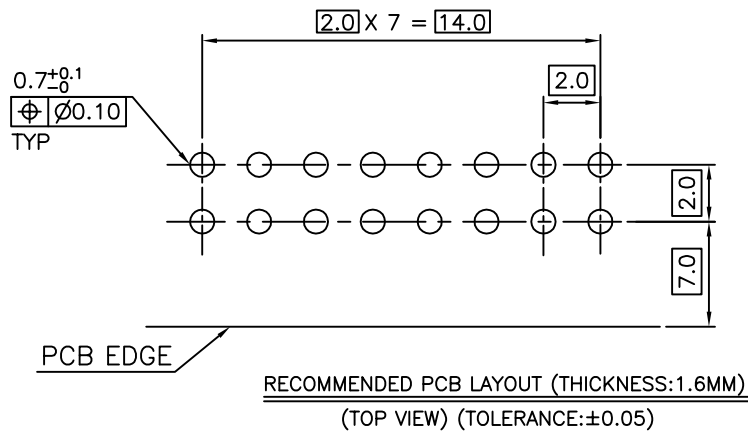 2.0 X 7 = 14.0
0.7 +0.1 -0
2.0
⌖ Ø0.10
TYP
2.0
7.0
PCB EDGE
RECOMMENDED PCB LAYOUT (THICKNESS:1.6MM)
(TOP VIEW) (TOLERANCE:±0.05)